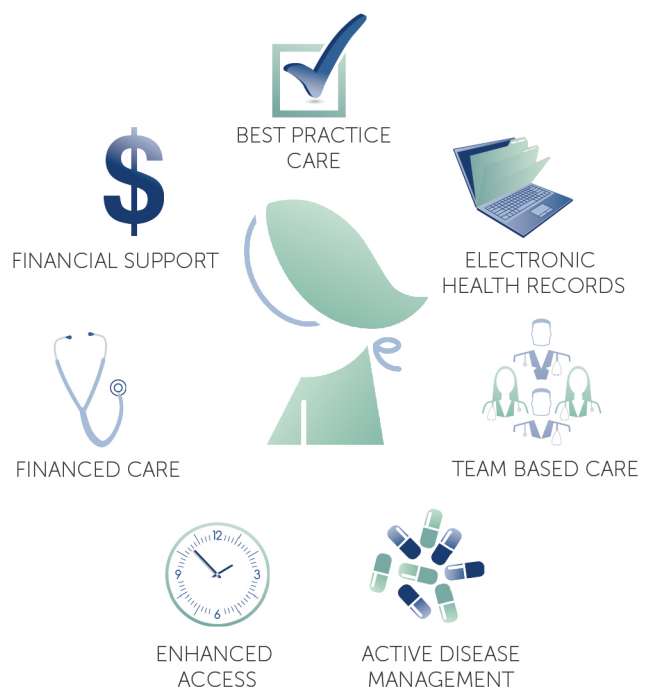 BEST PRACTICE
CARE
FINANCIAL SUPPORT
ELECTRONIC
HEALTH RECORDS
FINANCED CARE
TEAM BASED CARE
12
9
3
6
ENHANCED
ACCESS
ACTIVE DISEASE
MANAGEMENT